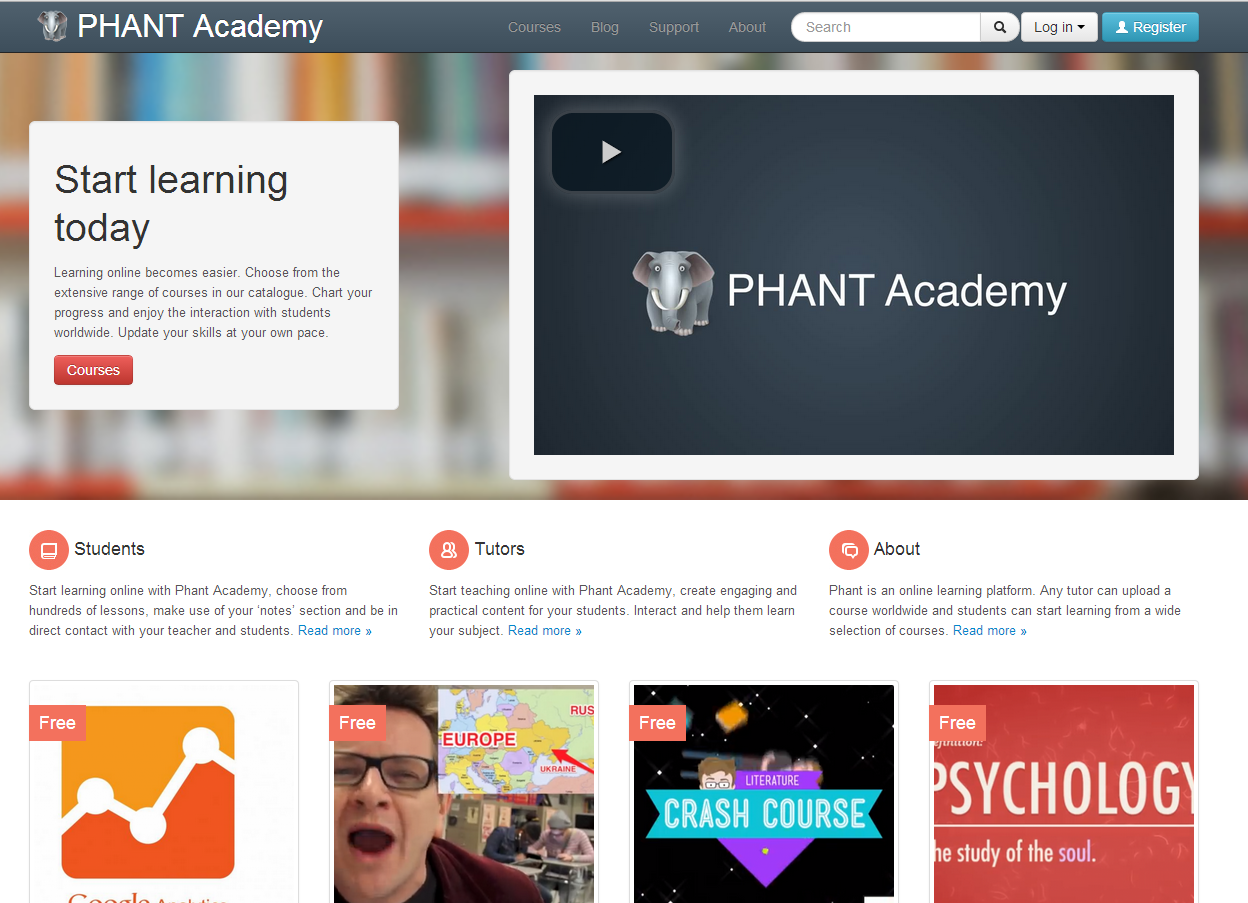 PHANT Academy
Courses
Blog
Support
About
Search
Log in
Register
Start learning
today
Learning online becomes easier. Choose from the
extensive range of courses in our catalogue. Chart your
progress and enjoy the interaction with students
worldwide. Update your skills at your own pace.
Courses
PHANT Academy
Students
Start learning online with Phant Academy, choose from
hundreds of lessons, make use of your ‘notes’ section and be in
direct contact with your teacher and students. Read more »
Tutors
Start teaching online with Phant Academy, create engaging and
practical content for your students. Interact and help them learn
your subject. Read more »
About
Phant is an online learning platform. Any tutor can upload a
course worldwide and students can start learning from a wide
selection of courses. Read more »
Free
Google Analytics
Free
RUS
EUROPE
UKRAINE
Free
LITERATURE
CRASH COURSE
Free
efinition:
PSYCHOLOGY
he study of the soul.